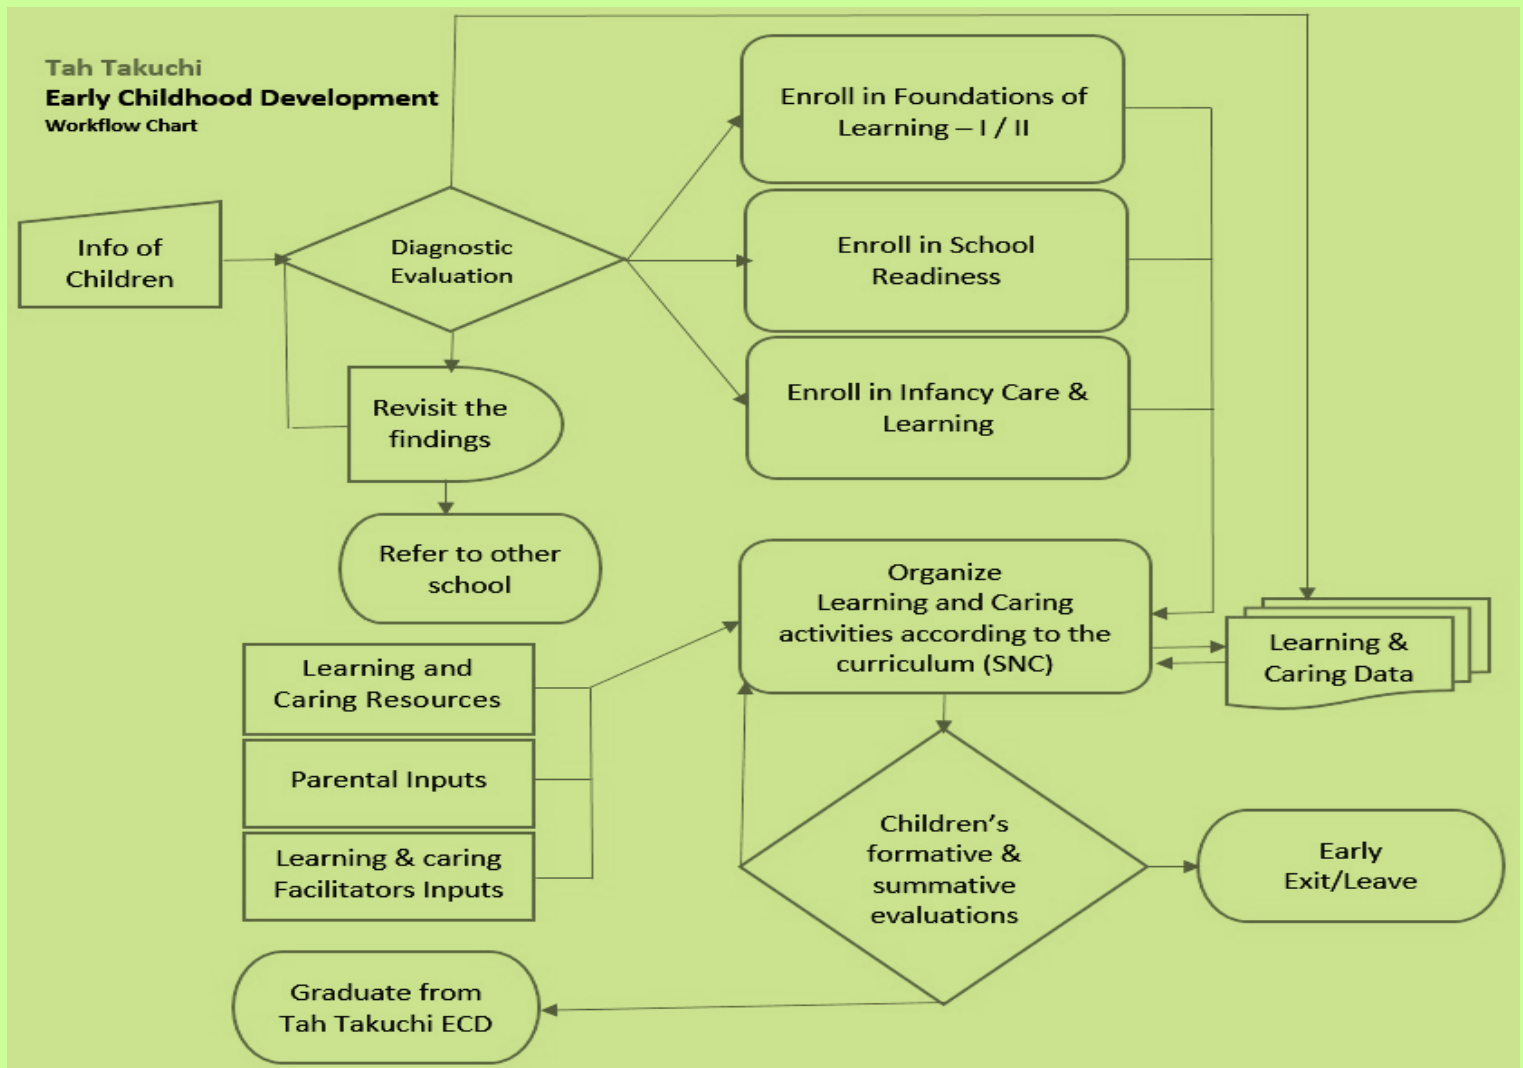 Tah Takuchi
Early Childhood Development
Workflow Chart
Info of
Children
Diagnostic
Evaluation
Enroll in Foundations of
Learning – I / II
Enroll in School
Readiness
Enroll in Infancy Care &
Learning
Revisit the
findings
Refer to other
school
Organize
Learning and Caring
activities according to the
curriculum (SNC)
Learning &
Caring Data
Learning and
Caring Resources
Parental Inputs
Learning & caring
Facilitators Inputs
Children’s
formative &
summative
evaluations
Early
Exit/Leave
Graduate from
Tah Takuchi ECD